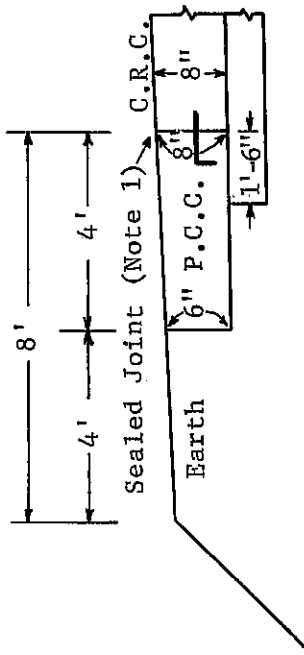 8'
4'
4'
Sealed Joint (Note 1)
C.R.C.
8"
8"
6"
P.C.C.
1'-6"
Earth